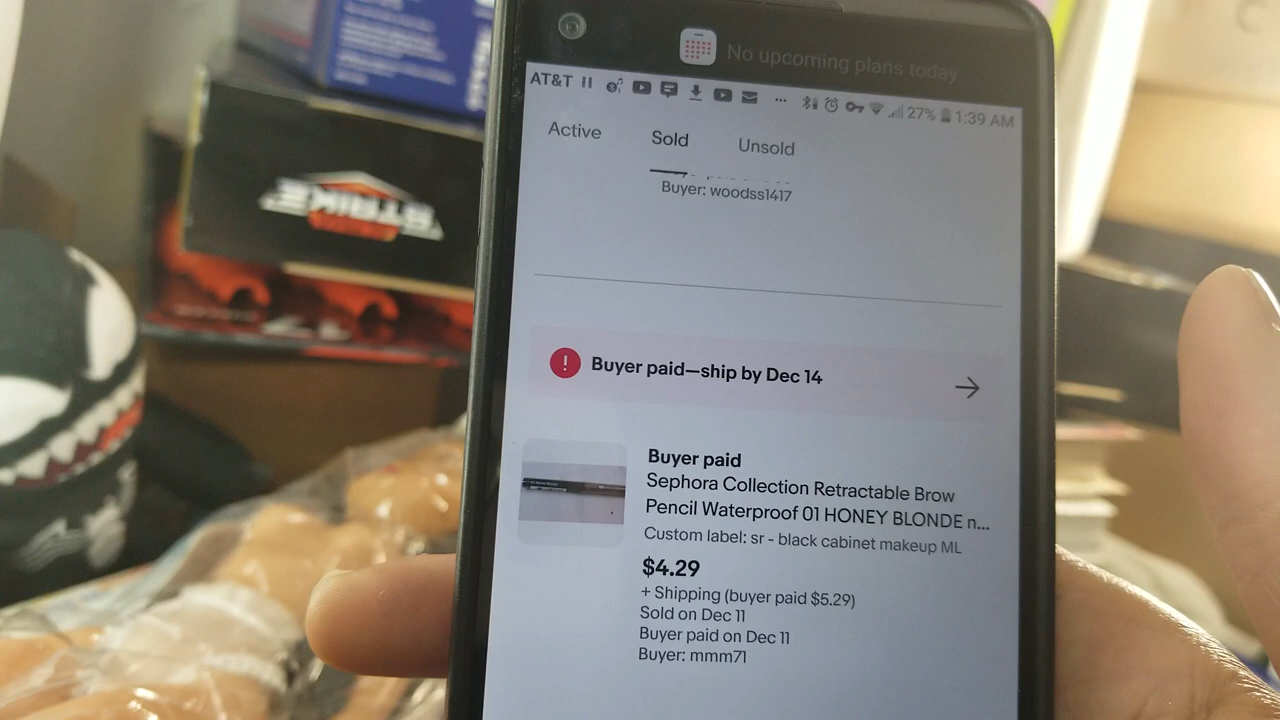 No upcoming plans today
AT&T 27% 1:39 AM
Active Sold Unsold
Buyer: woodss1417
Buyer paid—ship by Dec 14
Buyer paid
Sephora Collection Retractable Brow
Pencil Waterproof 01 HONEY BLONDE n...
Custom label: sr - black cabinet makeup ML
$4.29
+ Shipping (buyer paid $5.29)
Sold on Dec 11
Buyer paid on Dec 11
Buyer: mmm71
STRIKE